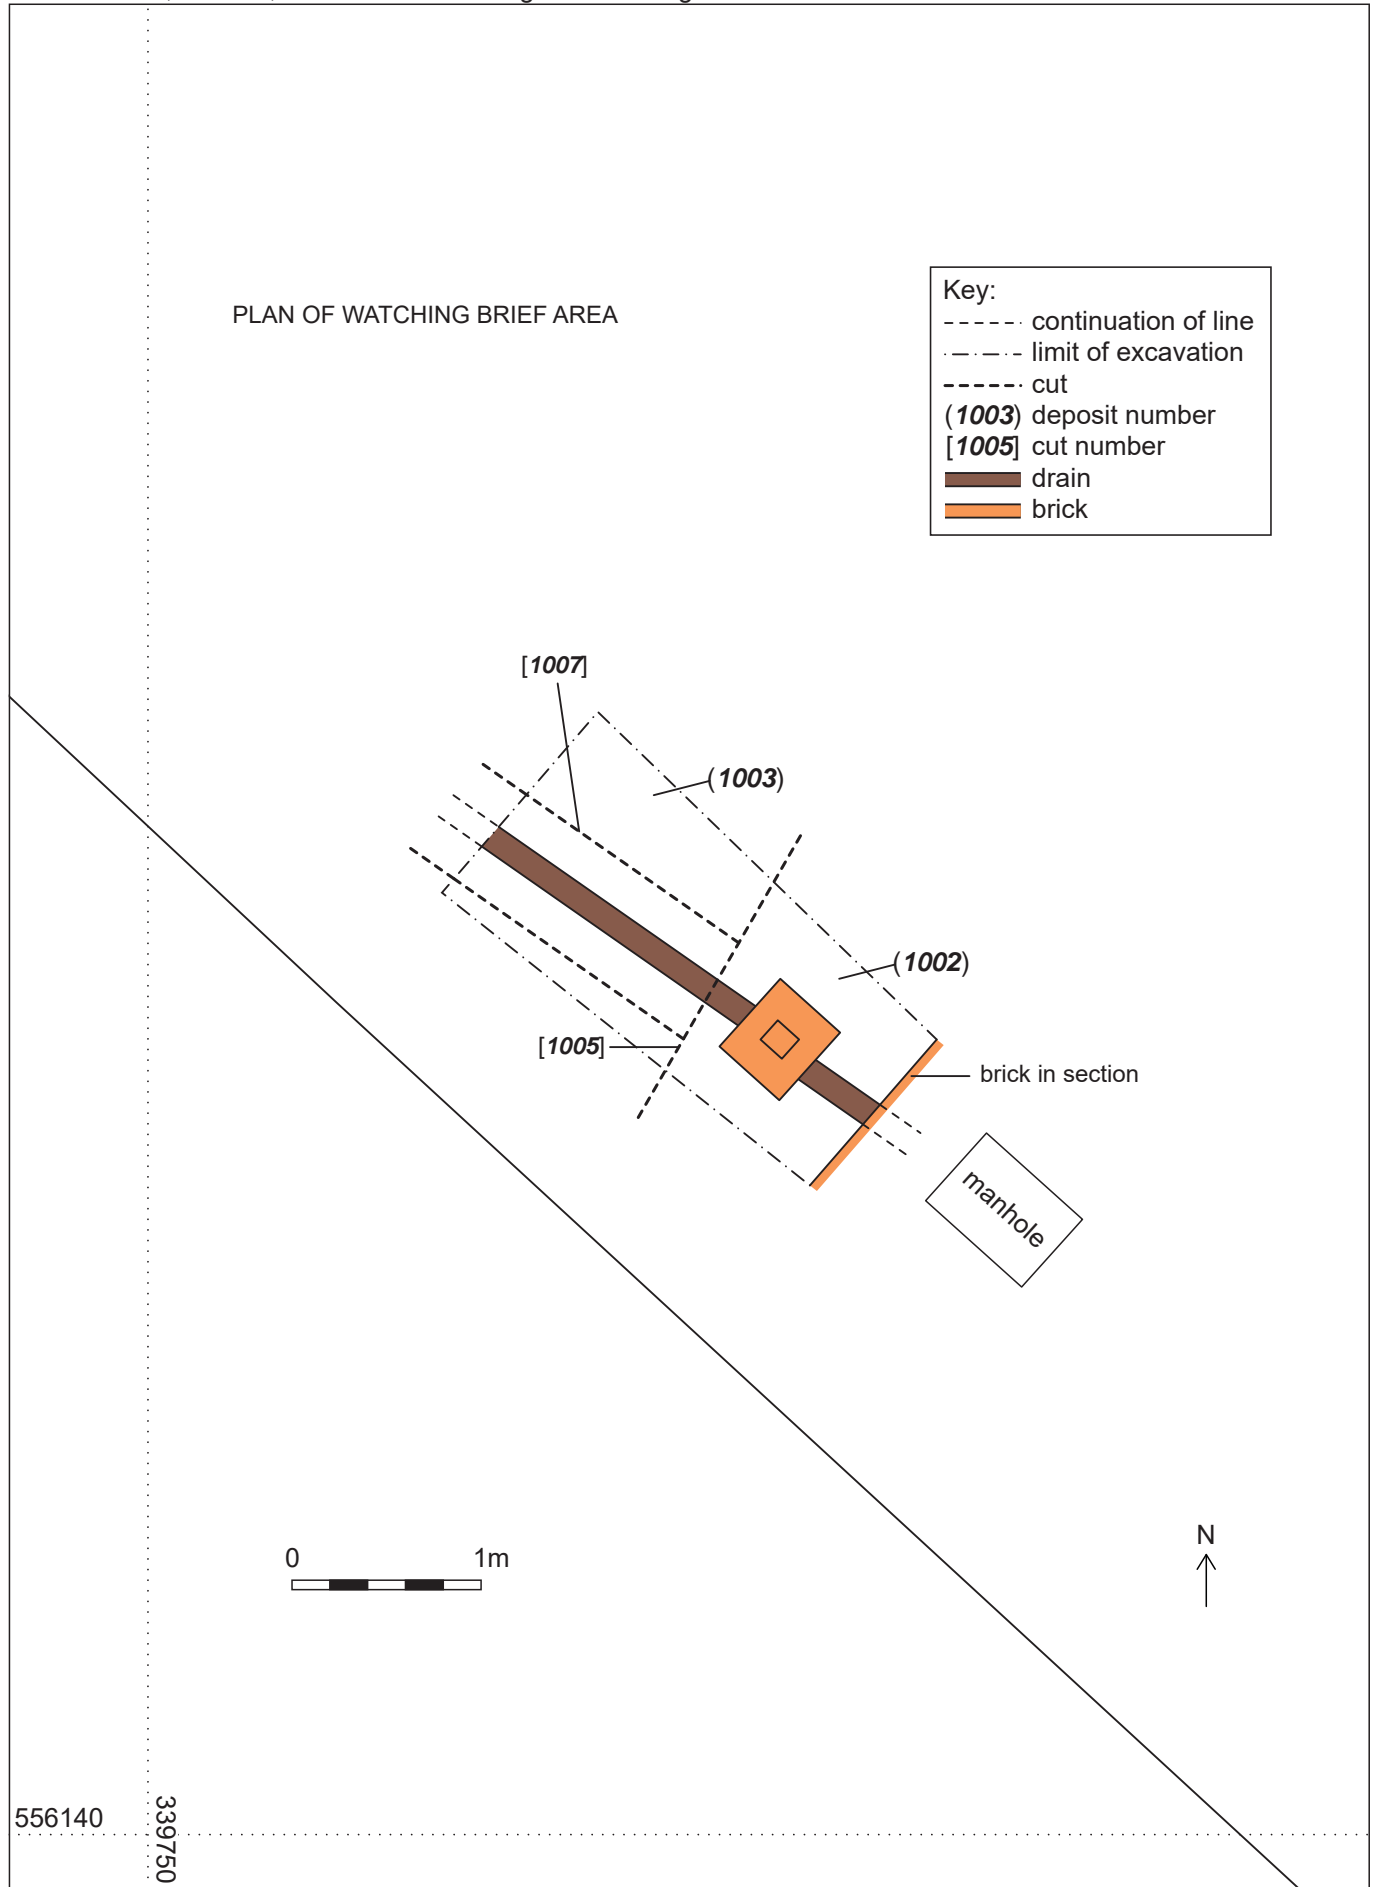 PLAN OF WATCHING BRIEF AREA
Key:
continuation of line
limit of excavation
cut
(1003) deposit number
[1005] cut number
drain
brick
[1007]
(1003)
(1002)
[1005]
brick in section
manhole
0 1m
N
556140
339750